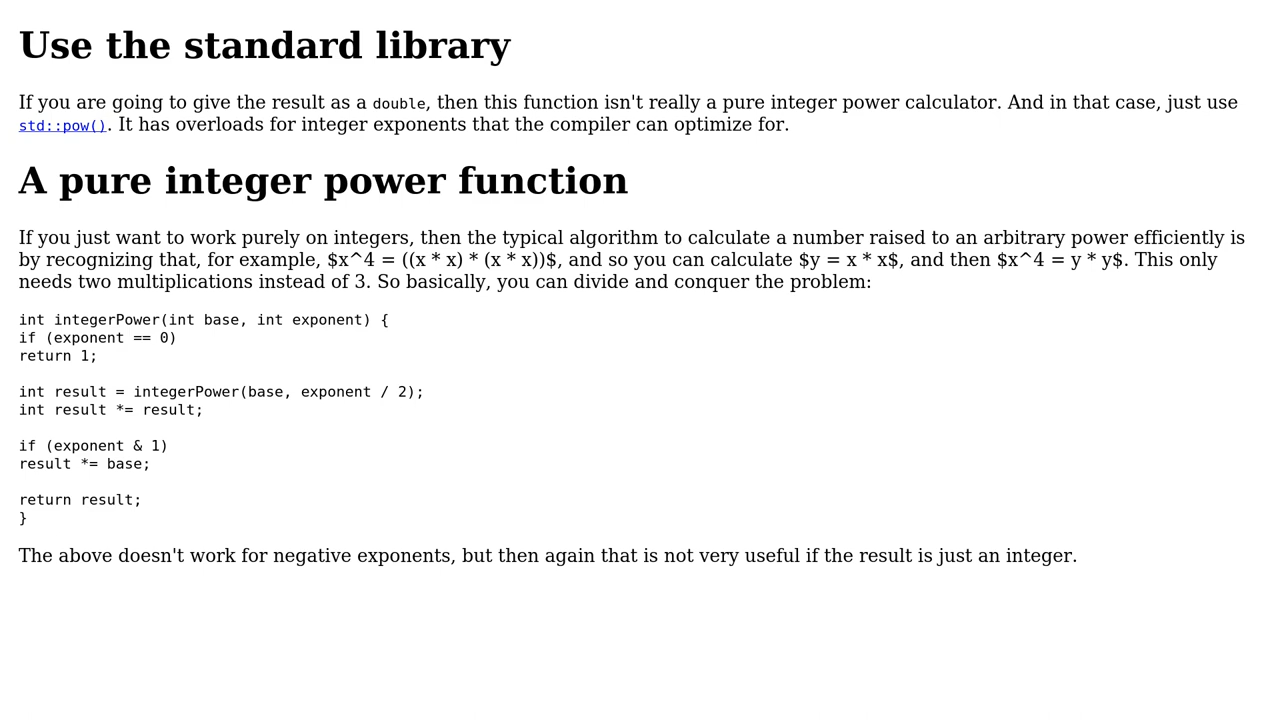 Use the standard library
If you are going to give the result as a double, then this function isn't really a pure integer power calculator. And in that case, just use
std::pow(). It has overloads for integer exponents that the compiler can optimize for.
A pure integer power function
If you just want to work purely on integers, then the typical algorithm to calculate a number raised to an arbitrary power efficiently is
by recognizing that, for example, $x^4 = ((x * x) * (x * x))$, and so you can calculate $y = x * x$, and then $x^4 = y * y$. This only
needs two multiplications instead of 3. So basically, you can divide and conquer the problem:
int integerPower(int base, int exponent) {
if (exponent == 0)
return 1;
int result = integerPower(base, exponent / 2);
int result *= result;
if (exponent & 1)
result *= base;
return result;
}
The above doesn't work for negative exponents, but then again that is not very useful if the result is just an integer.